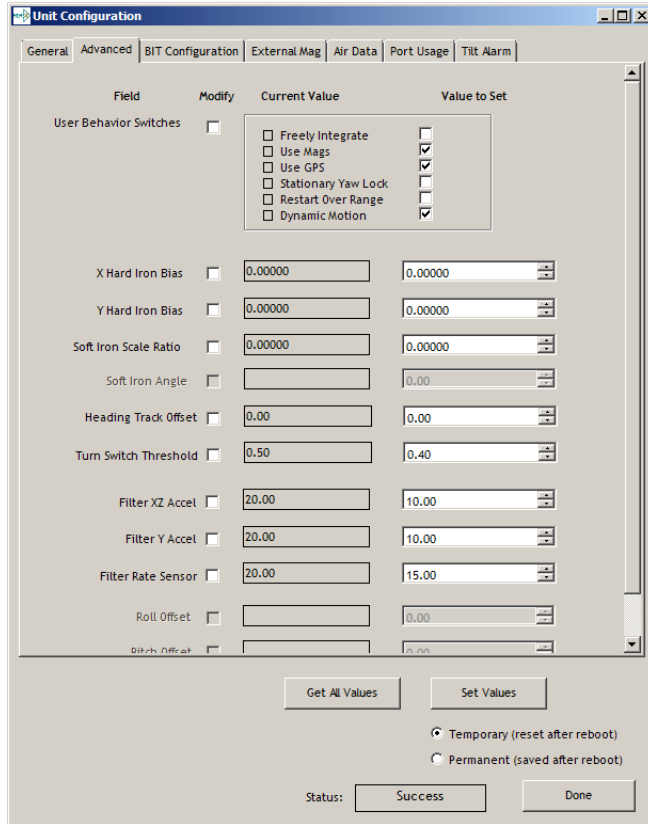 Unit Configuration
General Advanced BIT Configuration External Mag Air Data Port Usage Tilt Alarm
Field Modify Current Value Value to Set
User Behavior Switches
Freely Integrate
Use Mags
Use GPS
Stationary Yaw Lock
Restart Over Range
Dynamic Motion
X Hard Iron Bias 0.00000 0.00000
Y Hard Iron Bias 0.00000 0.00000
Soft Iron Scale Ratio 0.00000 0.00000
Soft Iron Angle 0.00
Heading Track Offset 0.00 0.00
Turn Switch Threshold 0.50 0.40
Filter XZ Accel 20.00 10.00
Filter Y Accel 20.00 10.00
Filter Rate Sensor 20.00 15.00
Roll Offset 0.00
Pitch Offset 0.00
Get All Values Set Values
Temporary (reset after reboot)
Permanent (saved after reboot)
Status: Success Done